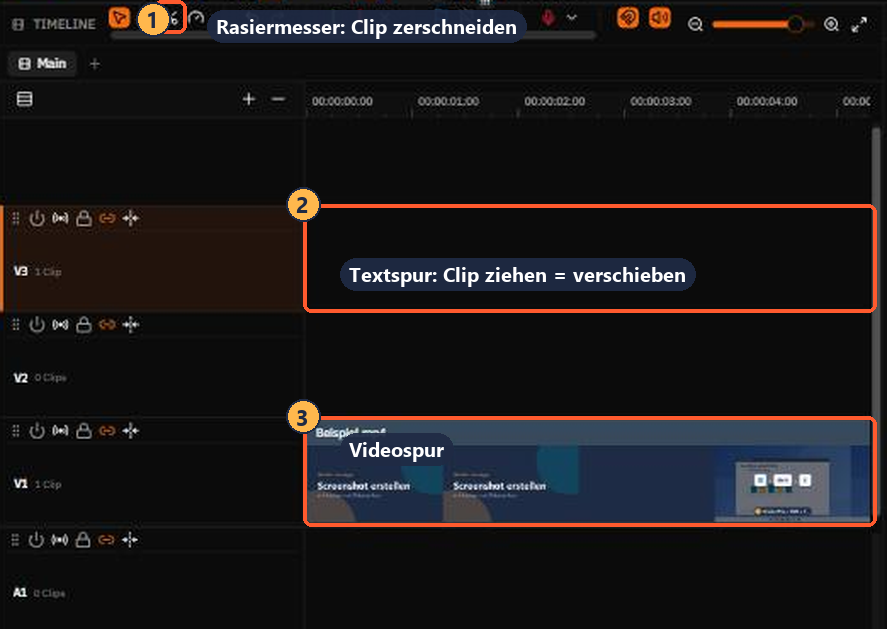 TIMELINE
1
Rasiermesser: Clip zerschneiden
Main
00:00:00:00
00:00:01:00
00:00:02:00
00:00:03:00
00:00:04:00
2
Textspur: Clip ziehen = verschieben
V3 1 Clip
V2 0 Clips
3
Beispiel.mp4
Videospur
V1 1 Clip
Screenshot erstellen
Screenshot erstellen
A1 0 Clips